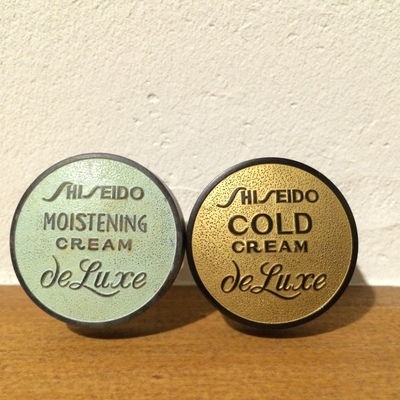 SHISEIDO
MOISTENING
CREAM
deLuxe
SHISEIDO
COLD
CREAM
deLuxe